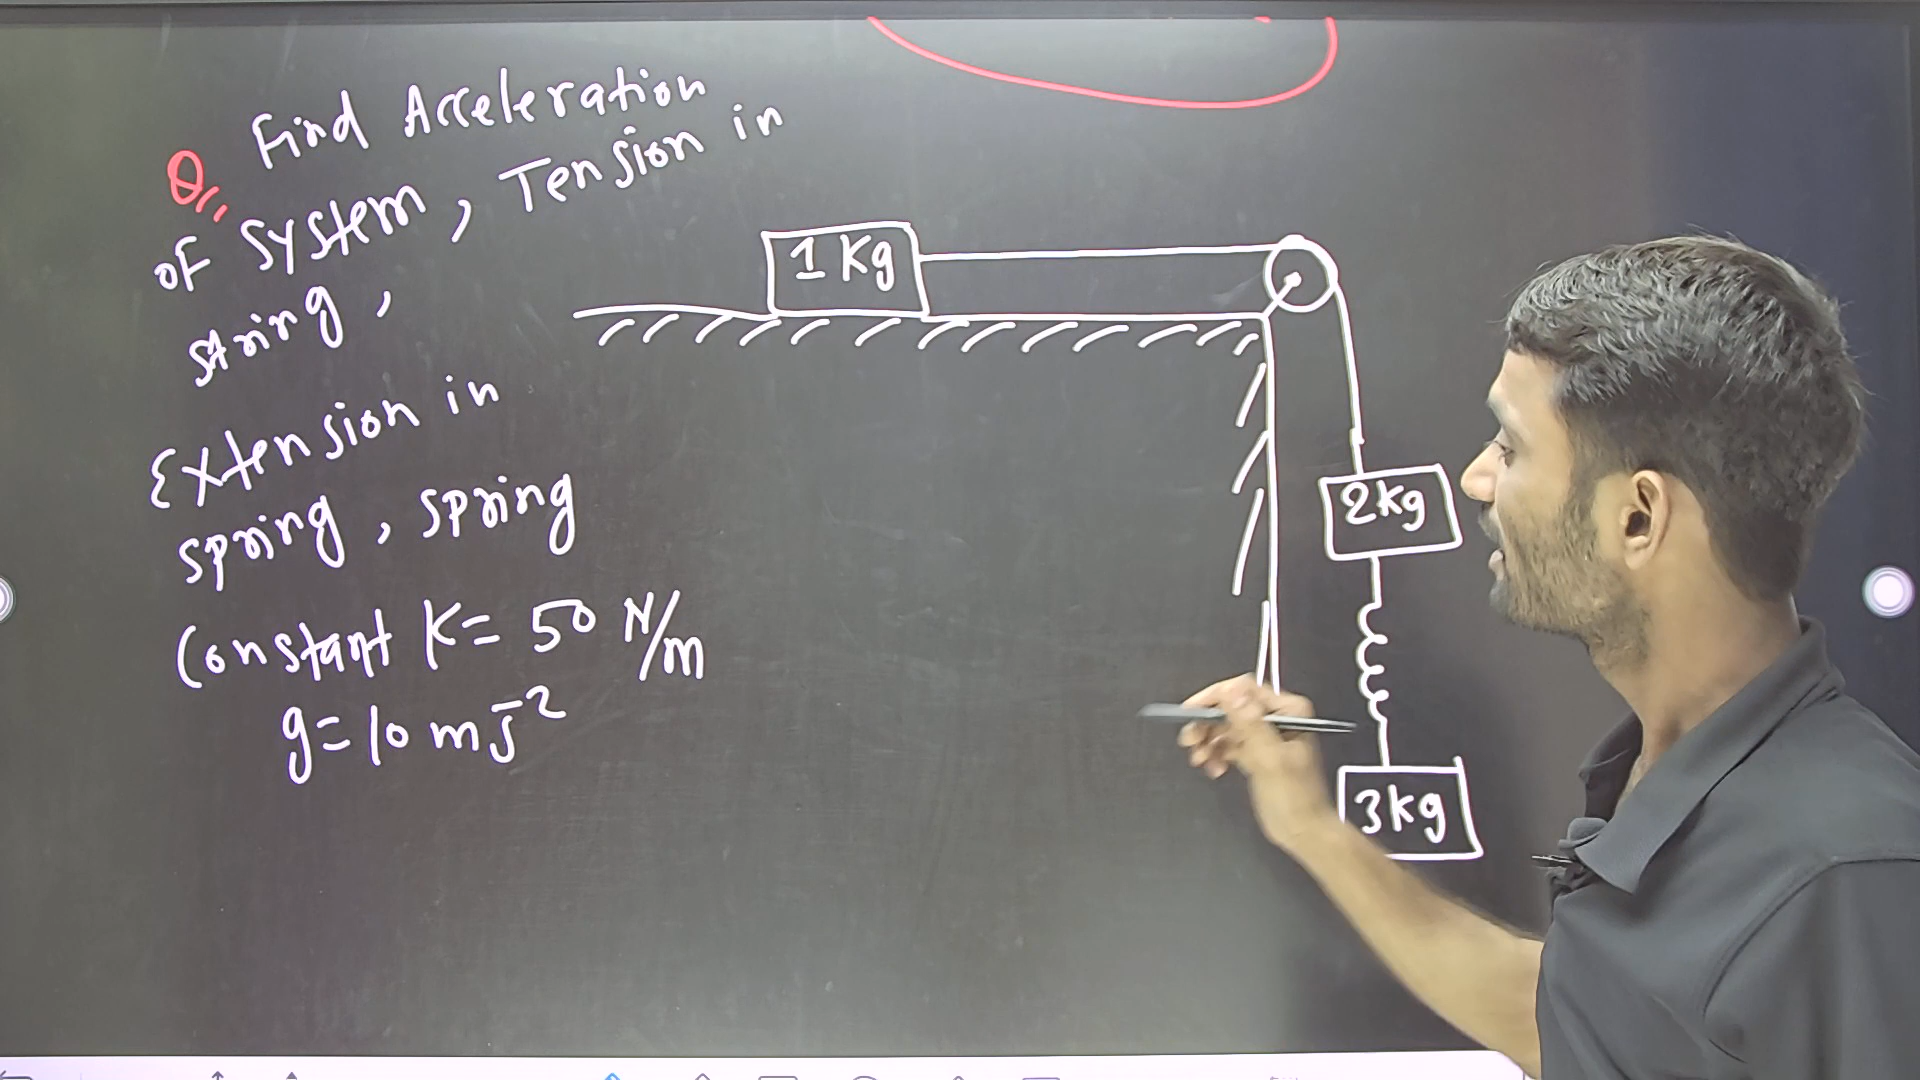 Q Find Acceleration
of System, Tension in
string,
Extension in
spring, spring
Constant K= 50 N/m
g= 10 ms⁻²
1 Kg
2kg
3kg